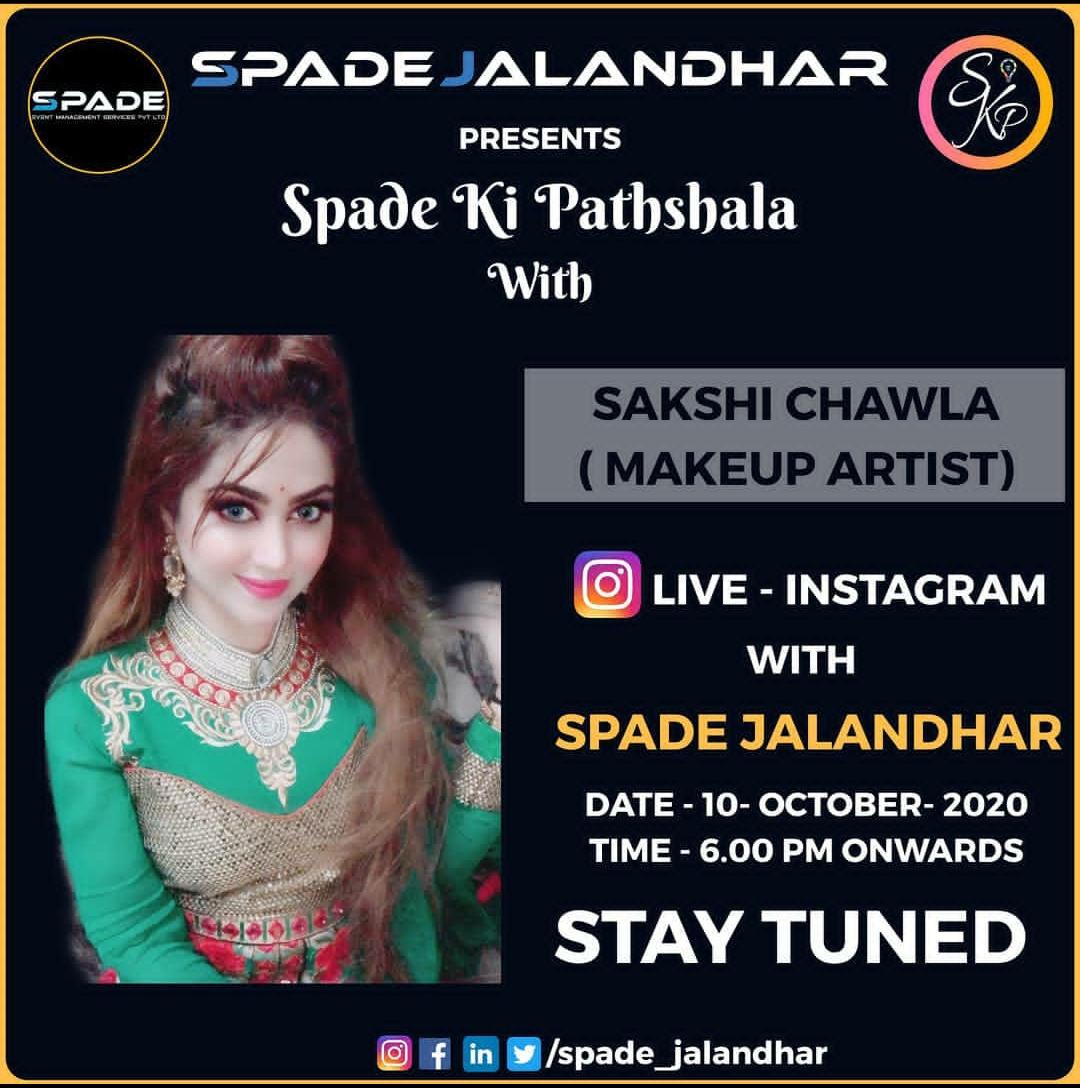 SPADE
EVENT MANAGEMENT SERVICES PVT LTD
SPADE JALANDHAR
SKP
PRESENTS
Spade Ki Pathshala
With
SAKSHI CHAWLA
( MAKEUP ARTIST)
LIVE - INSTAGRAM
WITH
SPADE JALANDHAR
DATE - 10- OCTOBER- 2020
TIME - 6.00 PM ONWARDS
STAY TUNED
/spade_jalandhar